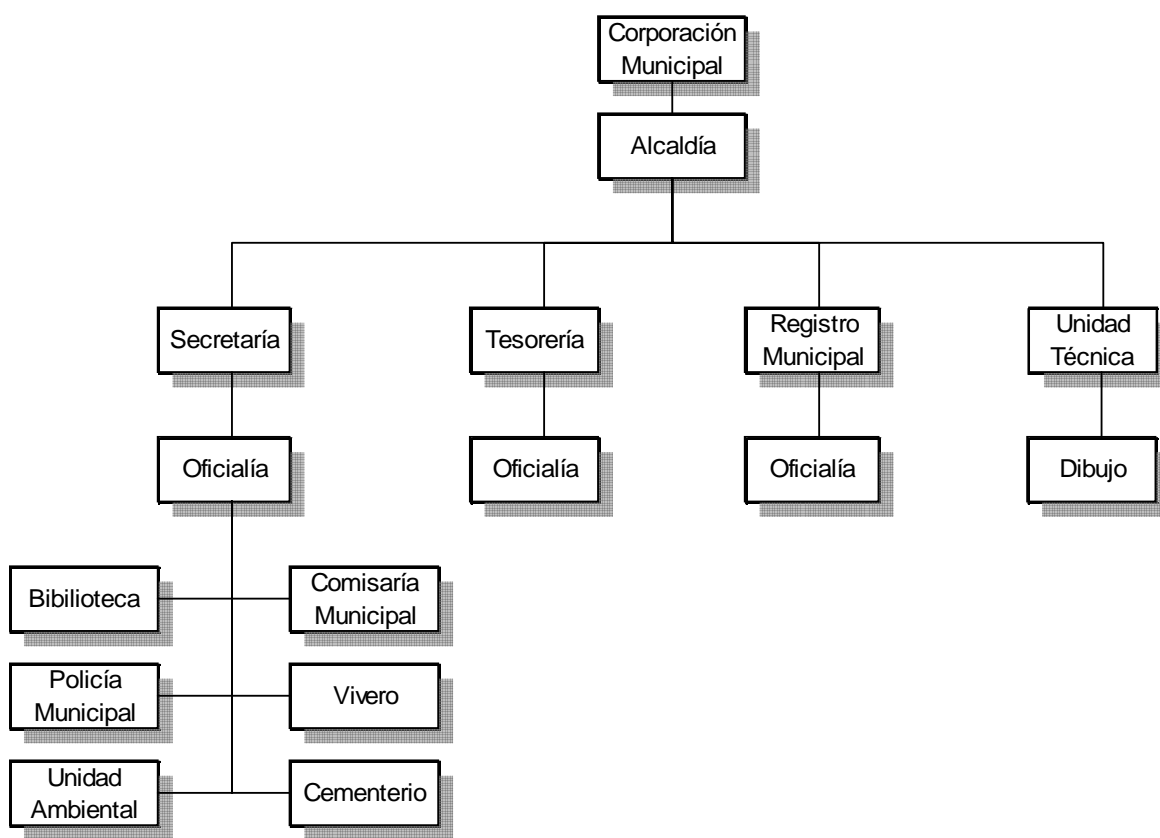 Corporación
Municipal
Alcaldía
Secretaría
Tesorería
Registro
Municipal
Unidad
Técnica
Oficialía
Oficialía
Oficialía
Dibujo
Bibilioteca
Comisaría
Municipal
Policía
Municipal
Vivero
Unidad
Ambiental
Cementerio